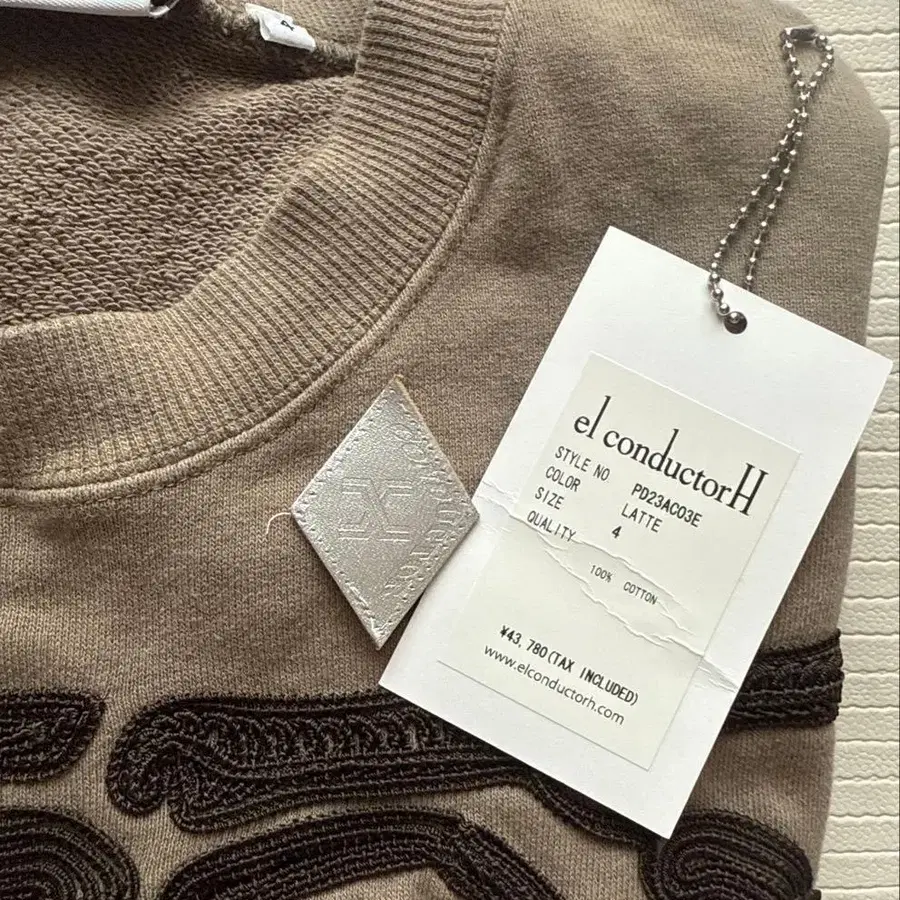 4
el conductorH
STYLE NO PD23AC03E
COLOR LATTE
SIZE 4
QUALITY
100% COTTON
¥43,780(TAX INCLUDED)
www.elconductorh.com